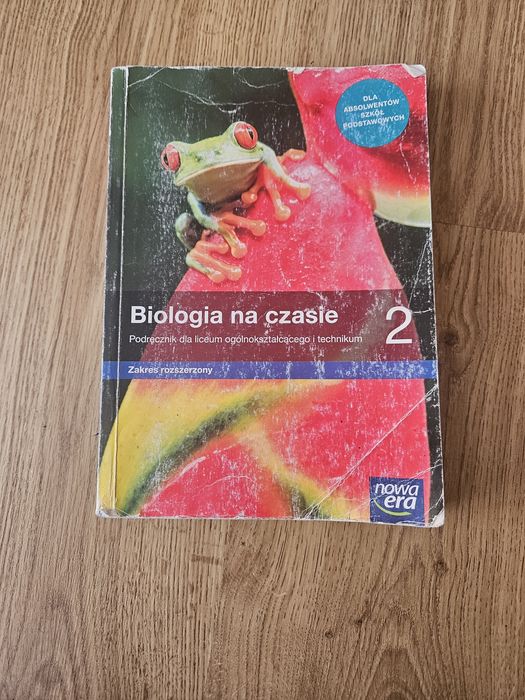 DLA
ABSOLWENTÓW
SZKÓŁ
PODSTAWOWYCH
Biologia na czasie 2
Podręcznik dla liceum ogólnokształcącego i technikum
Zakres rozszerzony
nowa
era